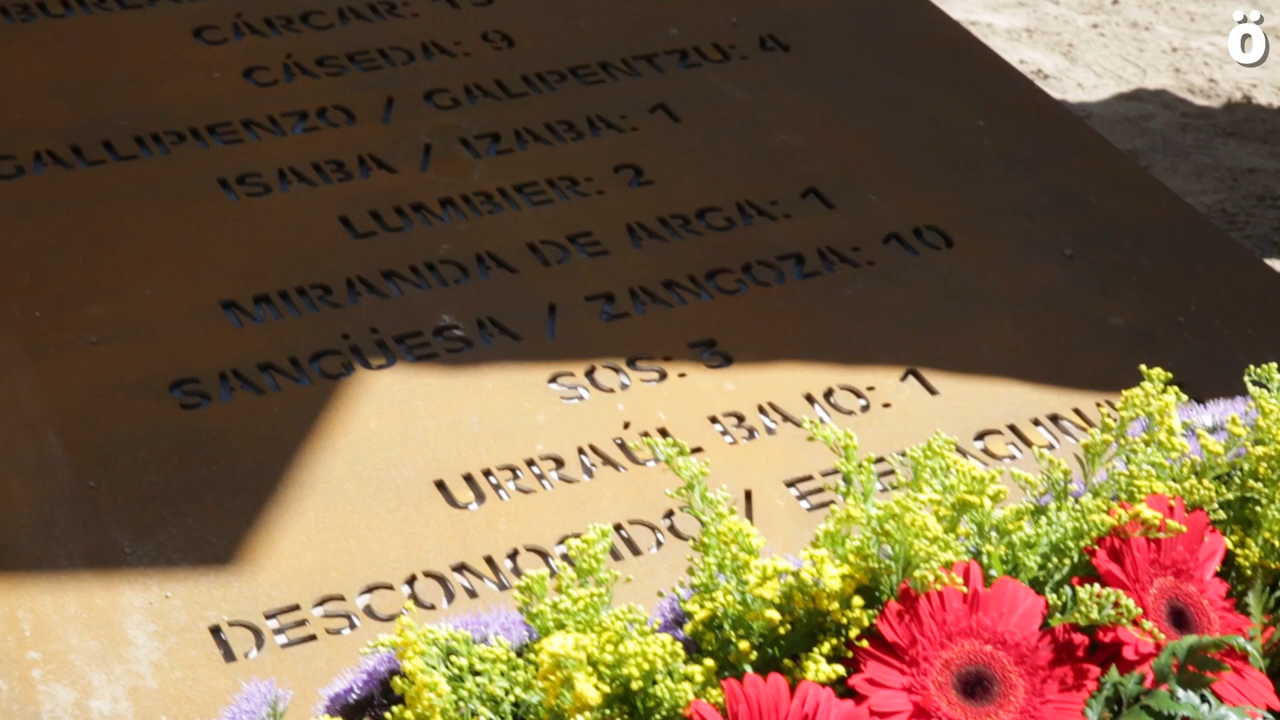 CÁRCAR: 15
CÁSEDA: 9
GALLIPIENZO / GALIPENTZU: 4
ISABA / IZABA: 1
LUMBIER: 2
MIRANDA DE ARGA: 1
SANGÜESA / ZANGOZA: 10
SOS: 3
URRAÚL BAJO: 1
DESCONOCIDO /
Ö